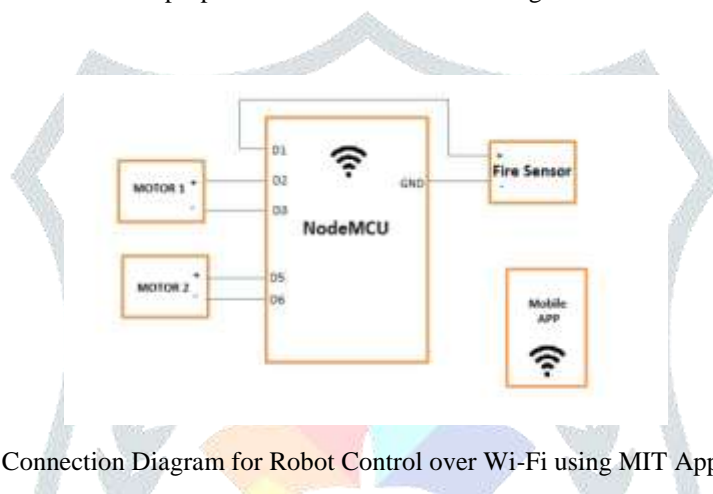 D1
MOTOR 1 +
-
D2
D3
NodeMCU
GND
+
Fire Sensor
-
MOTOR 2 +
-
D5
D6
Mobile
APP
Connection Diagram for Robot Control over Wi-Fi using MIT App